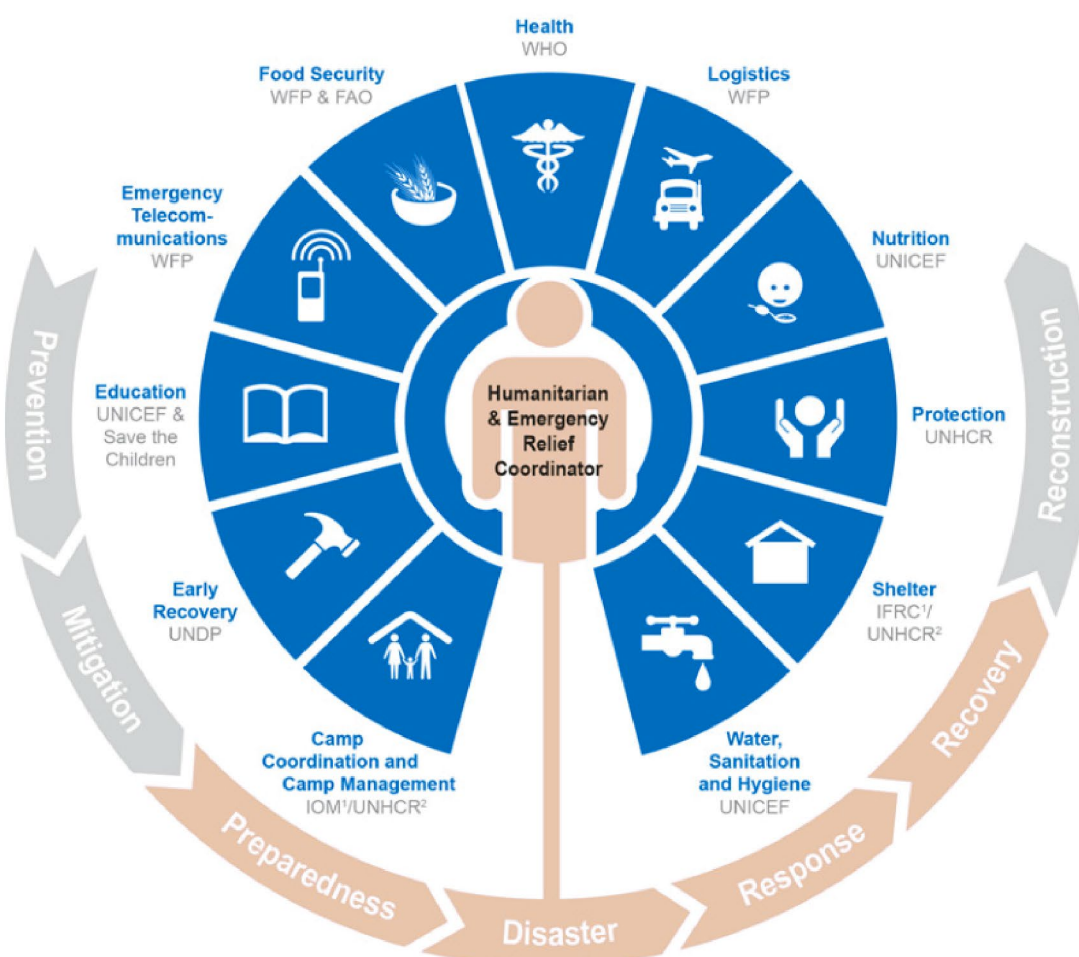 Health
WHO
Food Security
WFP & FAO
Logistics
WFP
Emergency
Telecom-
munications
WFP
Nutrition
UNICEF
Education
UNICEF &
Save the
Children
Humanitarian
& Emergency
Relief
Coordinator
Protection
UNHCR
Early
Recovery
UNDP
Shelter
IFRC¹/
UNHCR²
Camp
Coordination and
Camp Management
IOM¹/UNHCR²
Water,
Sanitation
and Hygiene
UNICEF
Prevention
Mitigation
Preparedness
Disaster
Response
Recovery
Reconstruction